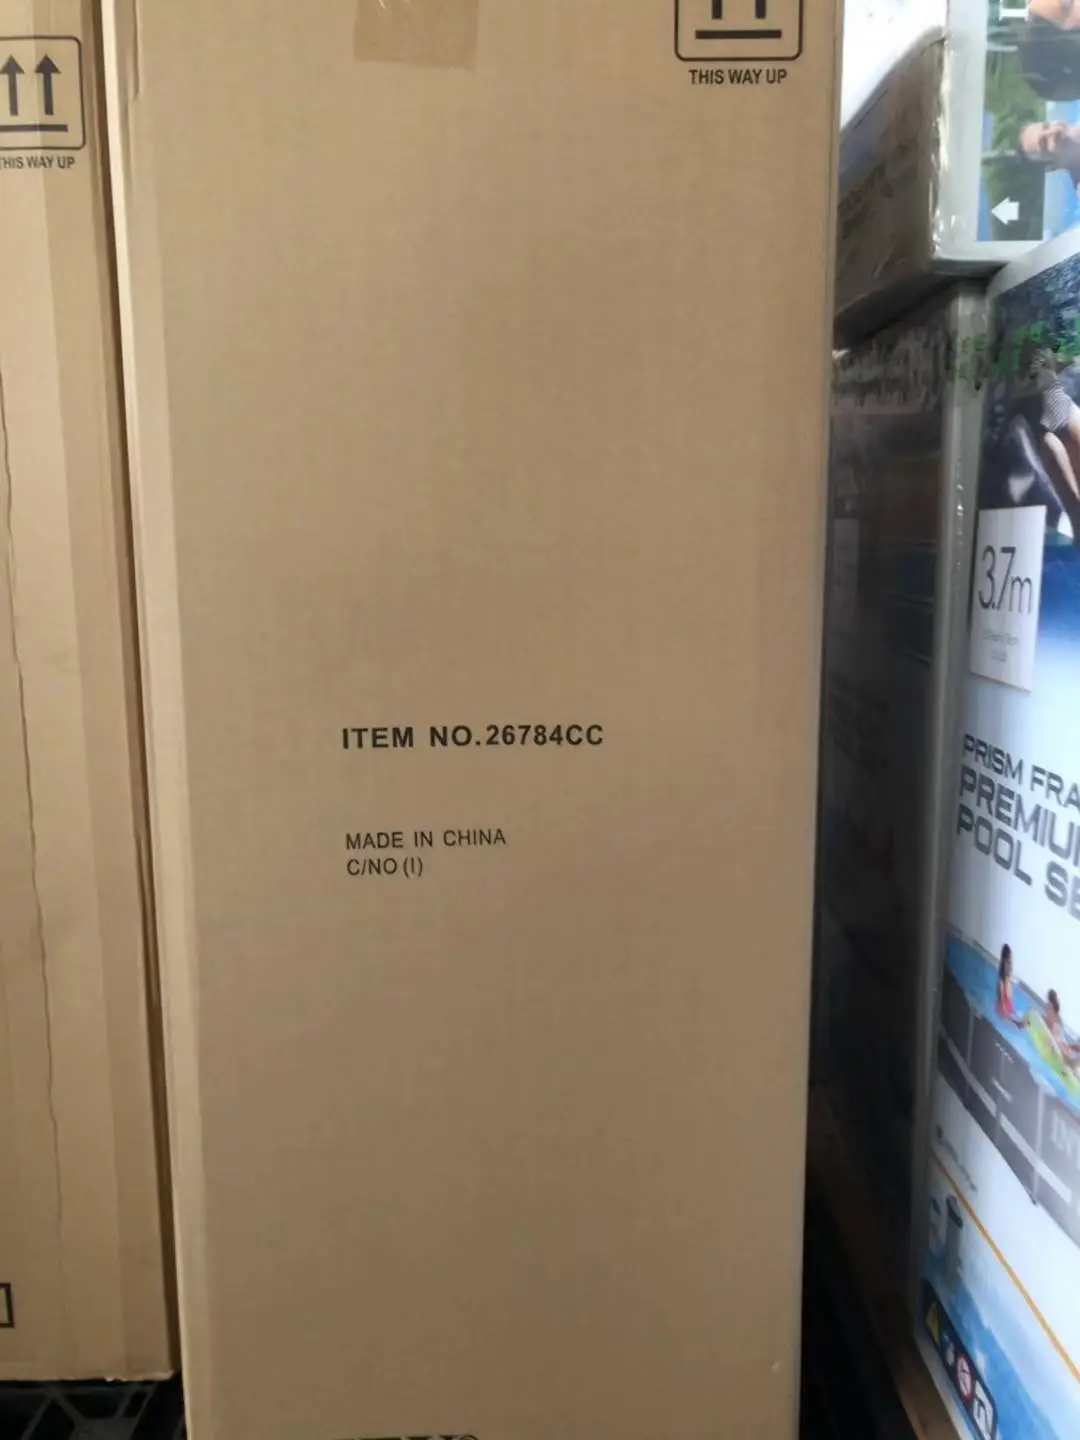 THIS WAY UP
THIS WAY UP
ITEM NO.26784CC
MADE IN CHINA
C/NO (I)
3.7m
PRISM FRA
PREMIU
POOL SE